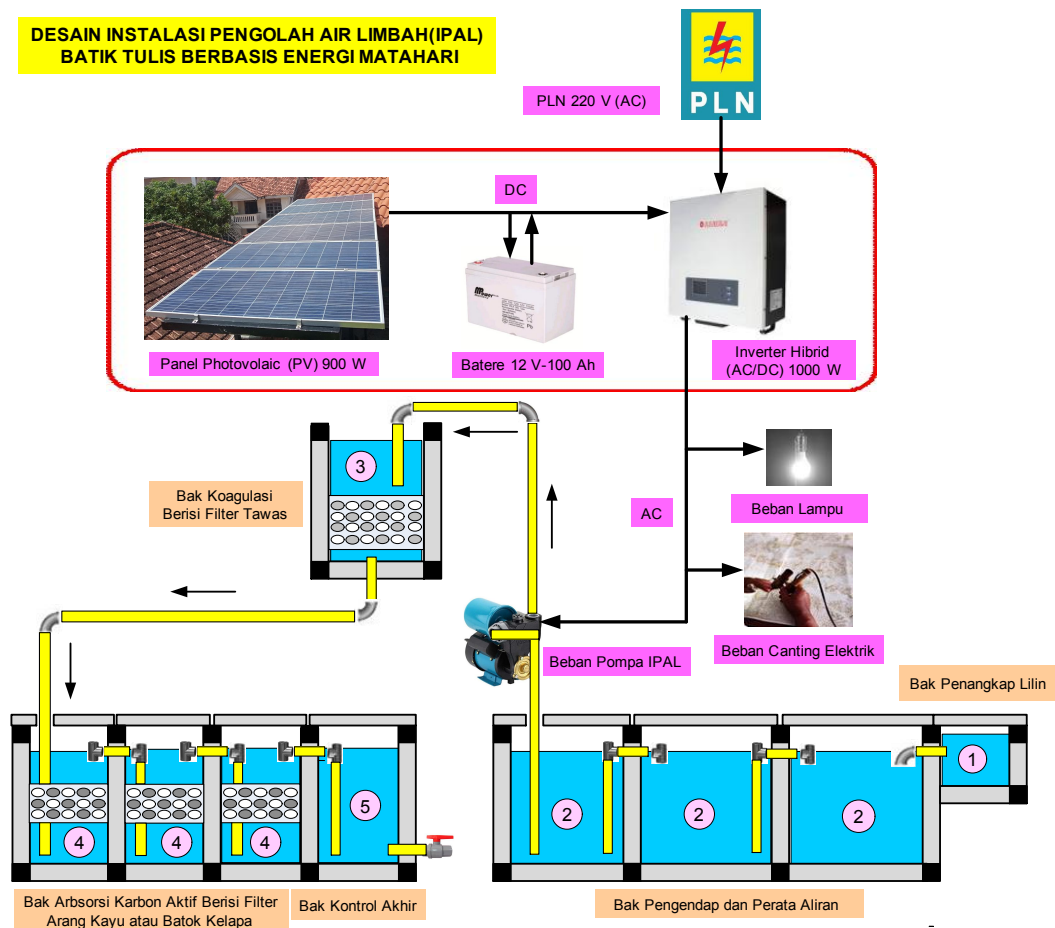 DESAIN INSTALASI PENGOLAH AIR LIMBAH(IPAL)
BATIK TULIS BERBASIS ENERGI MATAHARI
PLN
PLN 220 V (AC)
DC
Panel Photovolaic (PV) 900 W
Batere 12 V-100 Ah
Inverter Hibrid
(AC/DC) 1000 W
3
Bak Koagulasi
Berisi Filter Tawas
AC
Beban Lampu
Beban Pompa IPAL
Beban Canting Elektrik
Bak Penangkap Lilin
1
2
2
2
4
4
4
5
Bak Arbsorsi Karbon Aktif Berisi Filter
Arang Kayu atau Batok Kelapa
Bak Kontrol Akhir
Bak Pengendap dan Perata Aliran